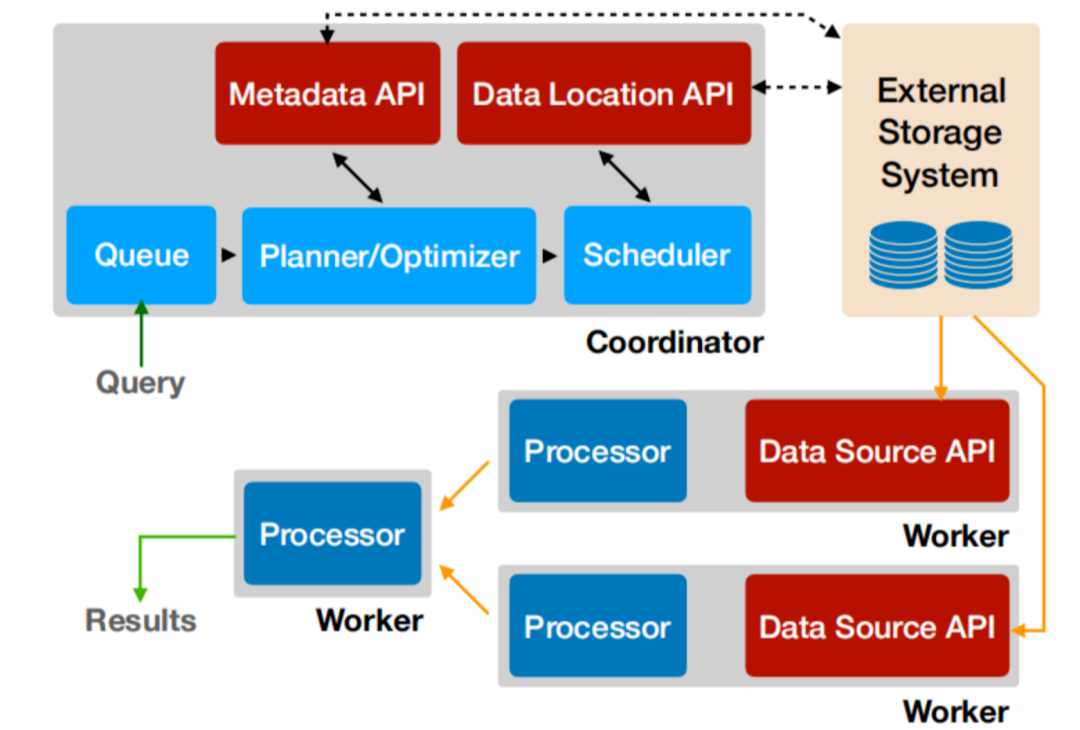 Metadata API
Data Location API
External
Storage
System
Queue
Planner/Optimizer
Scheduler
Coordinator
Query
Processor
Data Source API
Worker
Processor
Worker
Results
Processor
Data Source API
Worker